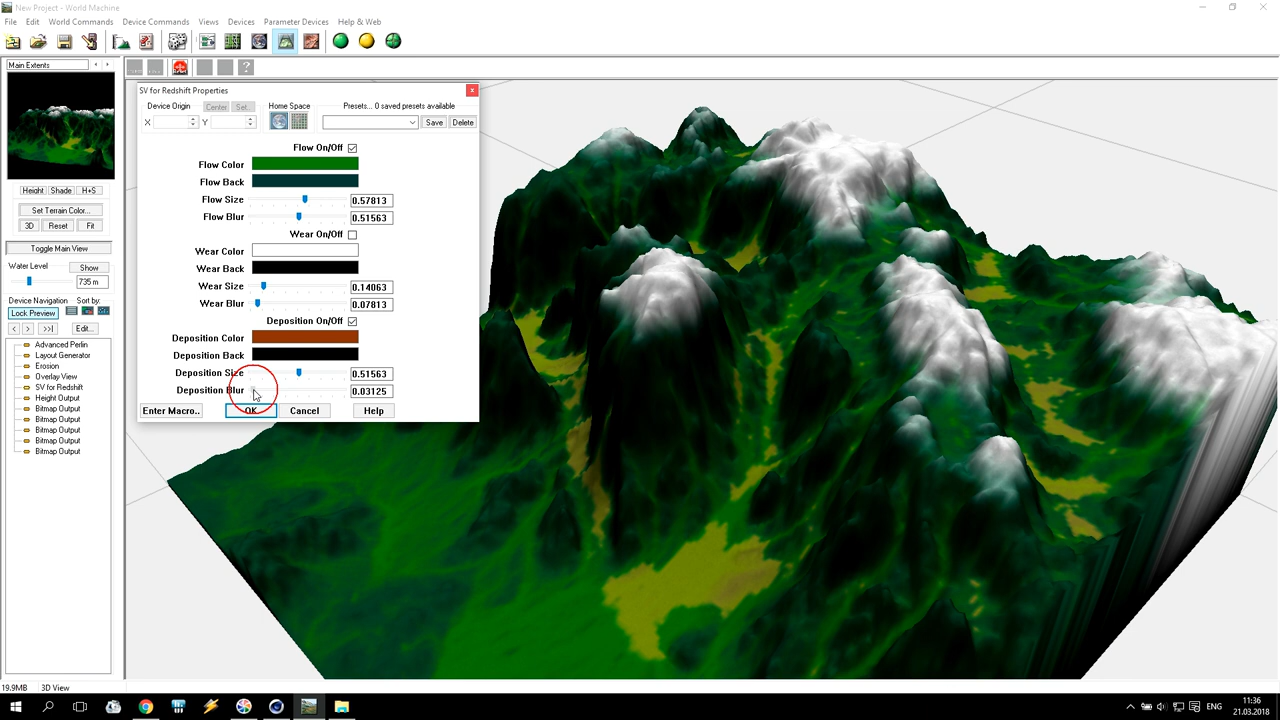 New Project - World Machine
File Edit World Commands Device Commands Views Devices Parameter Devices Help & Web
Main Extents
SV for Redshift Properties
Device Origin Center Set.. Home Space Presets... 0 saved presets available
X Y Save Delete
Flow On/Off
Flow Color
Flow Back
Flow Size 0.57813
Flow Blur 0.51563
Wear On/Off
Wear Color
Wear Back
Wear Size 0.14063
Wear Blur 0.07813
Deposition On/Off
Deposition Color
Deposition Back
Deposition Size 0.51563
Deposition Blur 0.03125
Enter Macro.. OK Cancel Help
Height Shade H+S
Set Terrain Color...
3D Reset Fit
Toggle Main View
Water Level Show
735 m
Device Navigation Sort by:
Lock Preview
< > >>| Edit...
Advanced Perlin
Layout Generator
Erosion
Overlay View
SV for Redshift
Height Output
Bitmap Output
Bitmap Output
Bitmap Output
Bitmap Output
Bitmap Output
19.9MB 3D View
ENG
11:36
21.03.2018